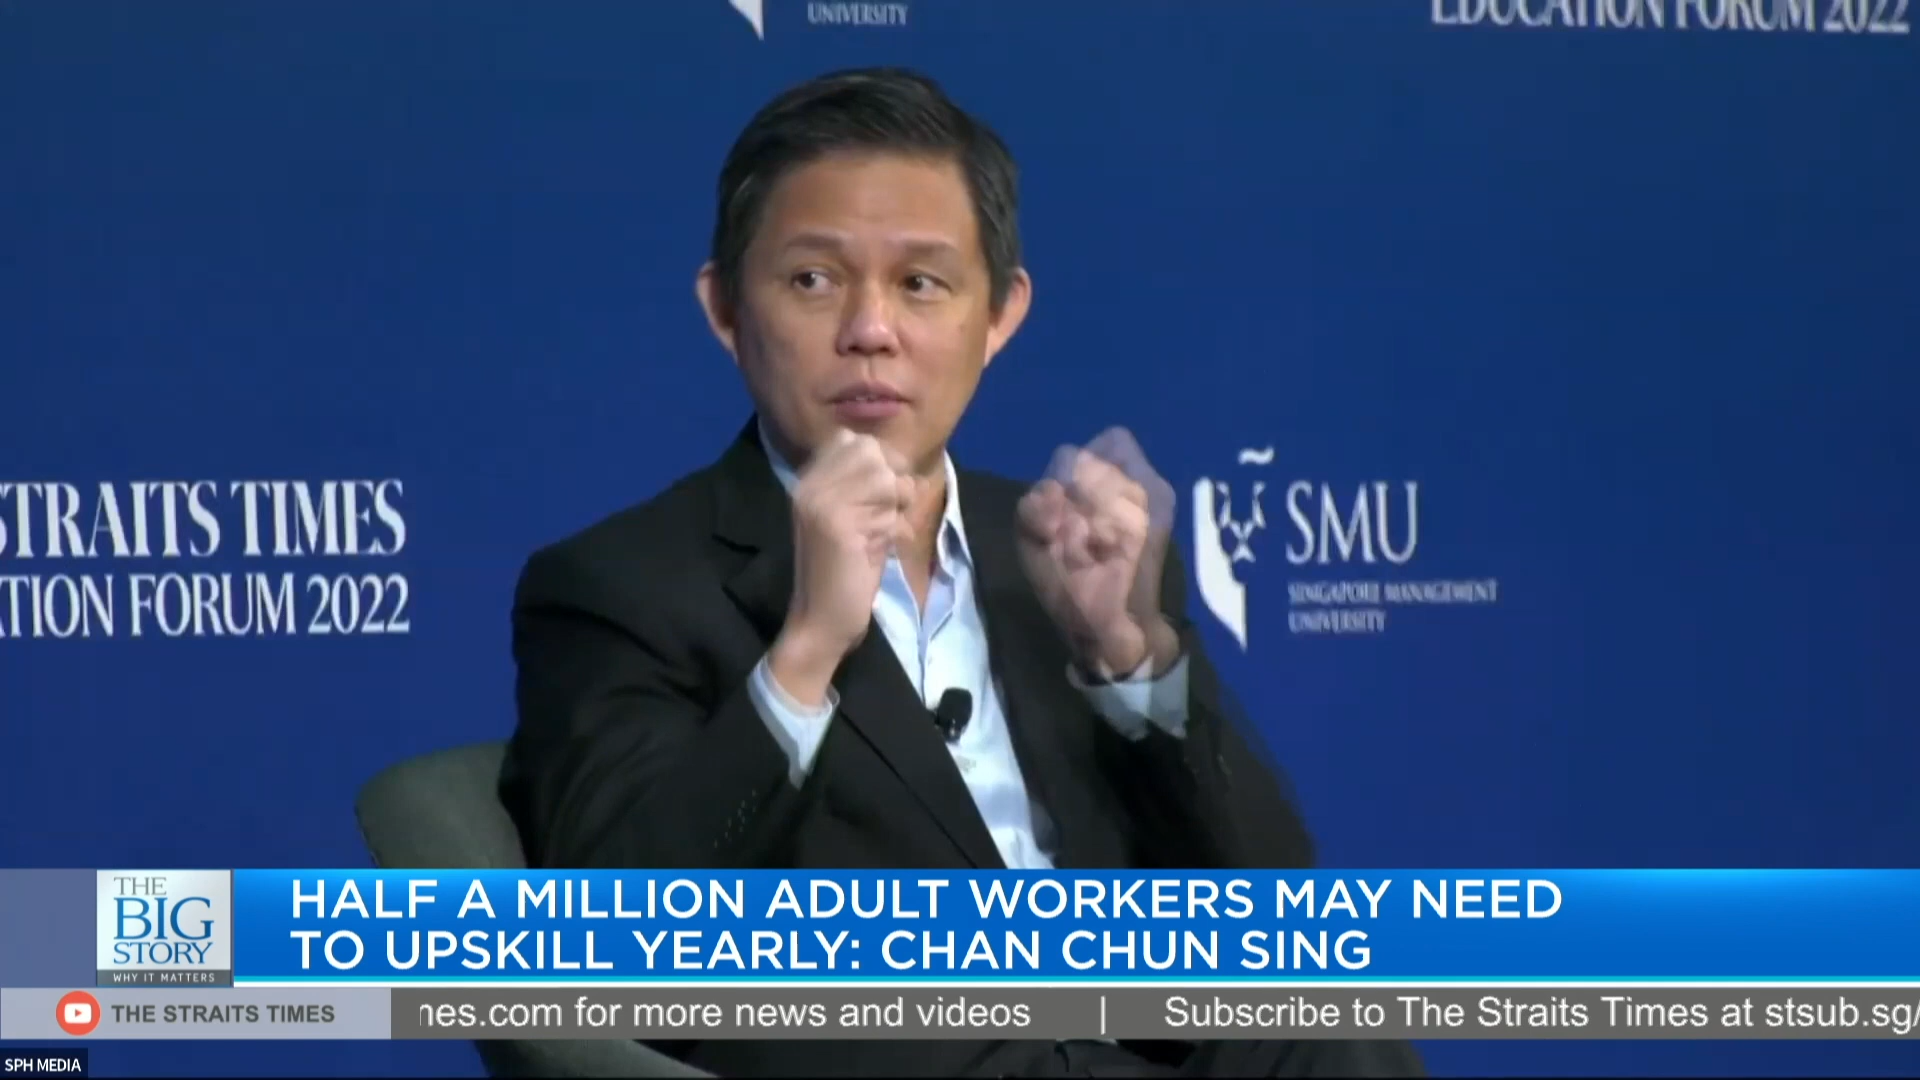 UNIVERSITY
EDUCATION FORUM 2022
STRAITS TIMES
TION FORUM 2022
SMU
SINGAPORE MANAGEMENT
UNIVERSITY
THE
BIG
STORY
WHY IT MATTERS
HALF A MILLION ADULT WORKERS MAY NEED
TO UPSKILL YEARLY: CHAN CHUN SING
THE STRAITS TIMES
nes.com for more news and videos | Subscribe to The Straits Times at stsub.sg/
SPH MEDIA